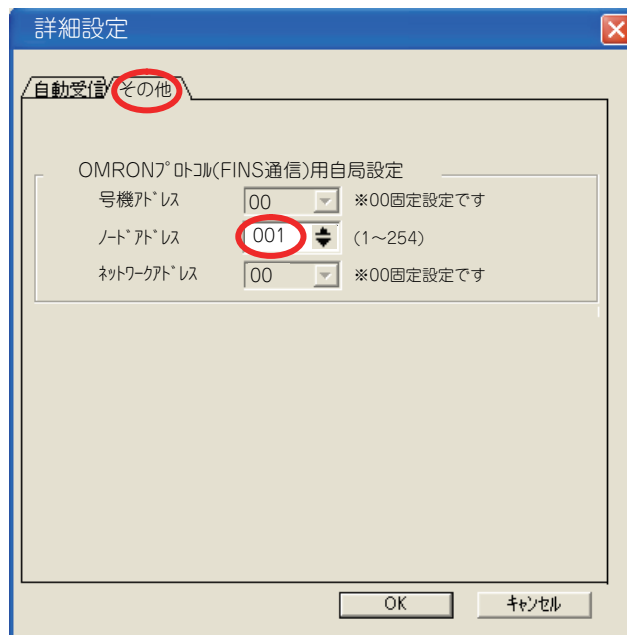 詳細設定
自動受信 その他
OMRONﾌﾟﾛﾄｺﾙ(FINS通信)用自局設定
号機ｱﾄﾞﾚｽ 00 ※00固定設定です
ﾉｰﾄﾞｱﾄﾞﾚｽ 001 (1～254)
ﾈｯﾄﾜｰｸｱﾄﾞﾚｽ 00 ※00固定設定です
OK ｷｬﾝｾﾙ